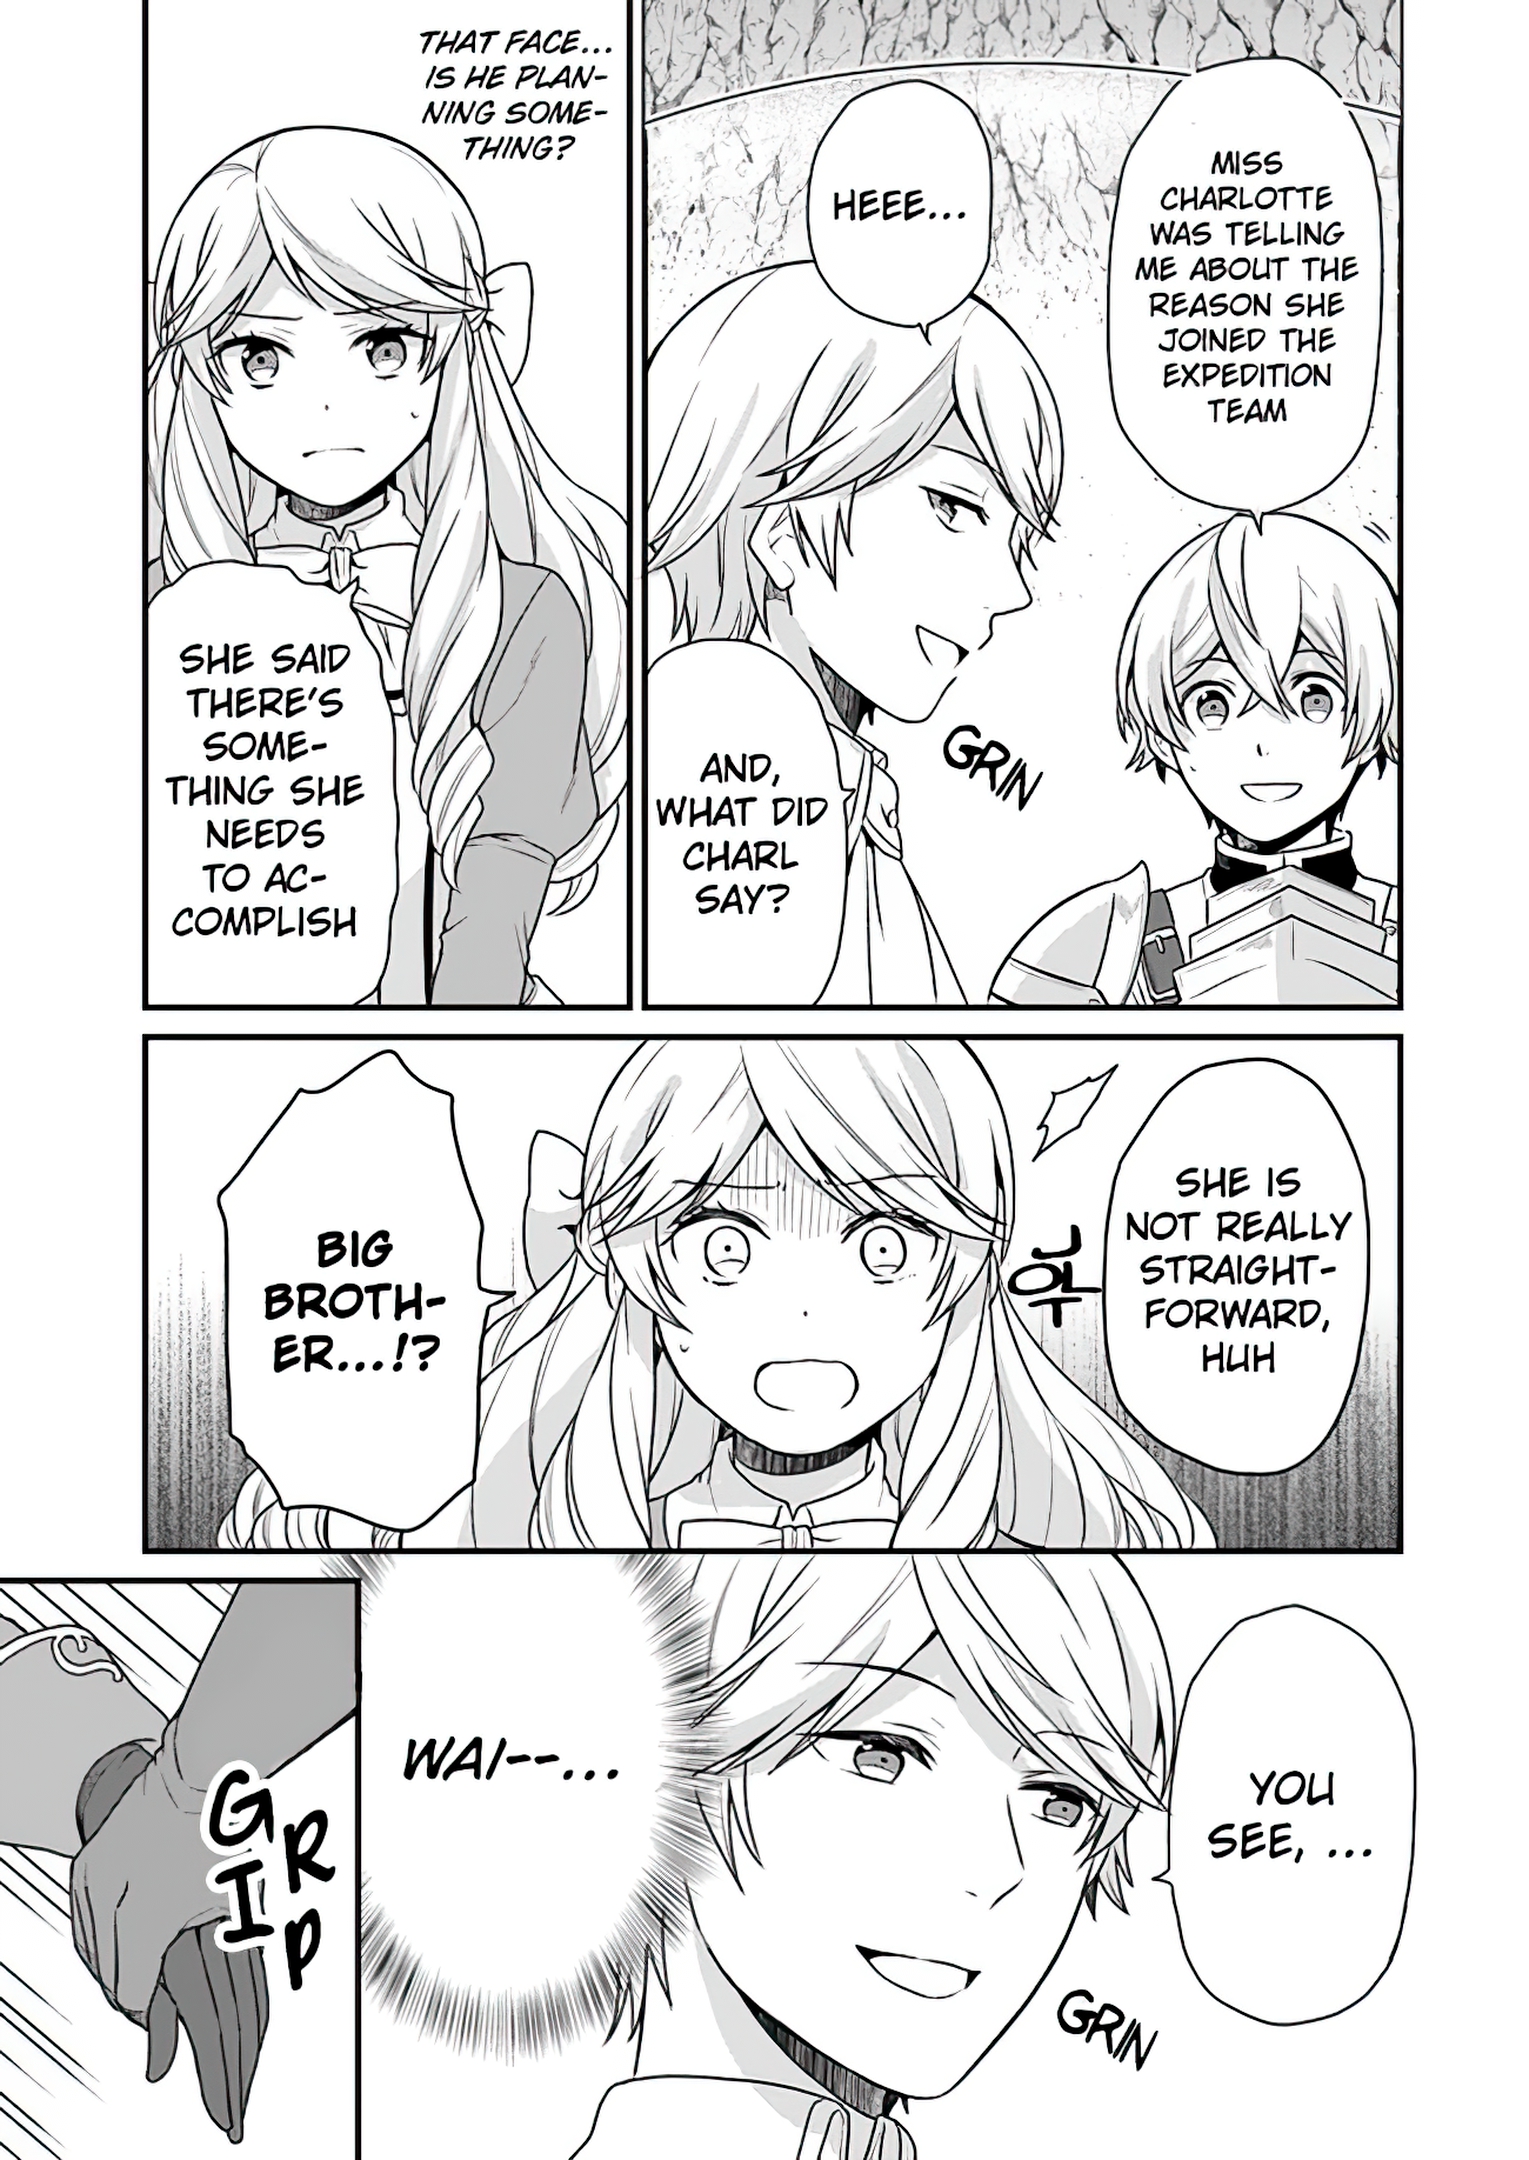 MISS
CHARLOTTE
WAS TELLING
ME ABOUT THE
REASON SHE
JOINED THE
EXPEDITION
TEAM
HEEE...
GRIN
AND,
WHAT DID
CHARL
SAY?
THAT FACE...
IS HE PLAN-
NING SOME-
THING?
SHE SAID
THERE'S
SOME-
THING SHE
NEEDS
TO AC-
COMPLISH
SHE IS
NOT REALLY
STRAIGHT-
FORWARD,
HUH
BIG
BROTH-
ER...!?
YOU
SEE, ...
GRIN
WAI--...
GRIP